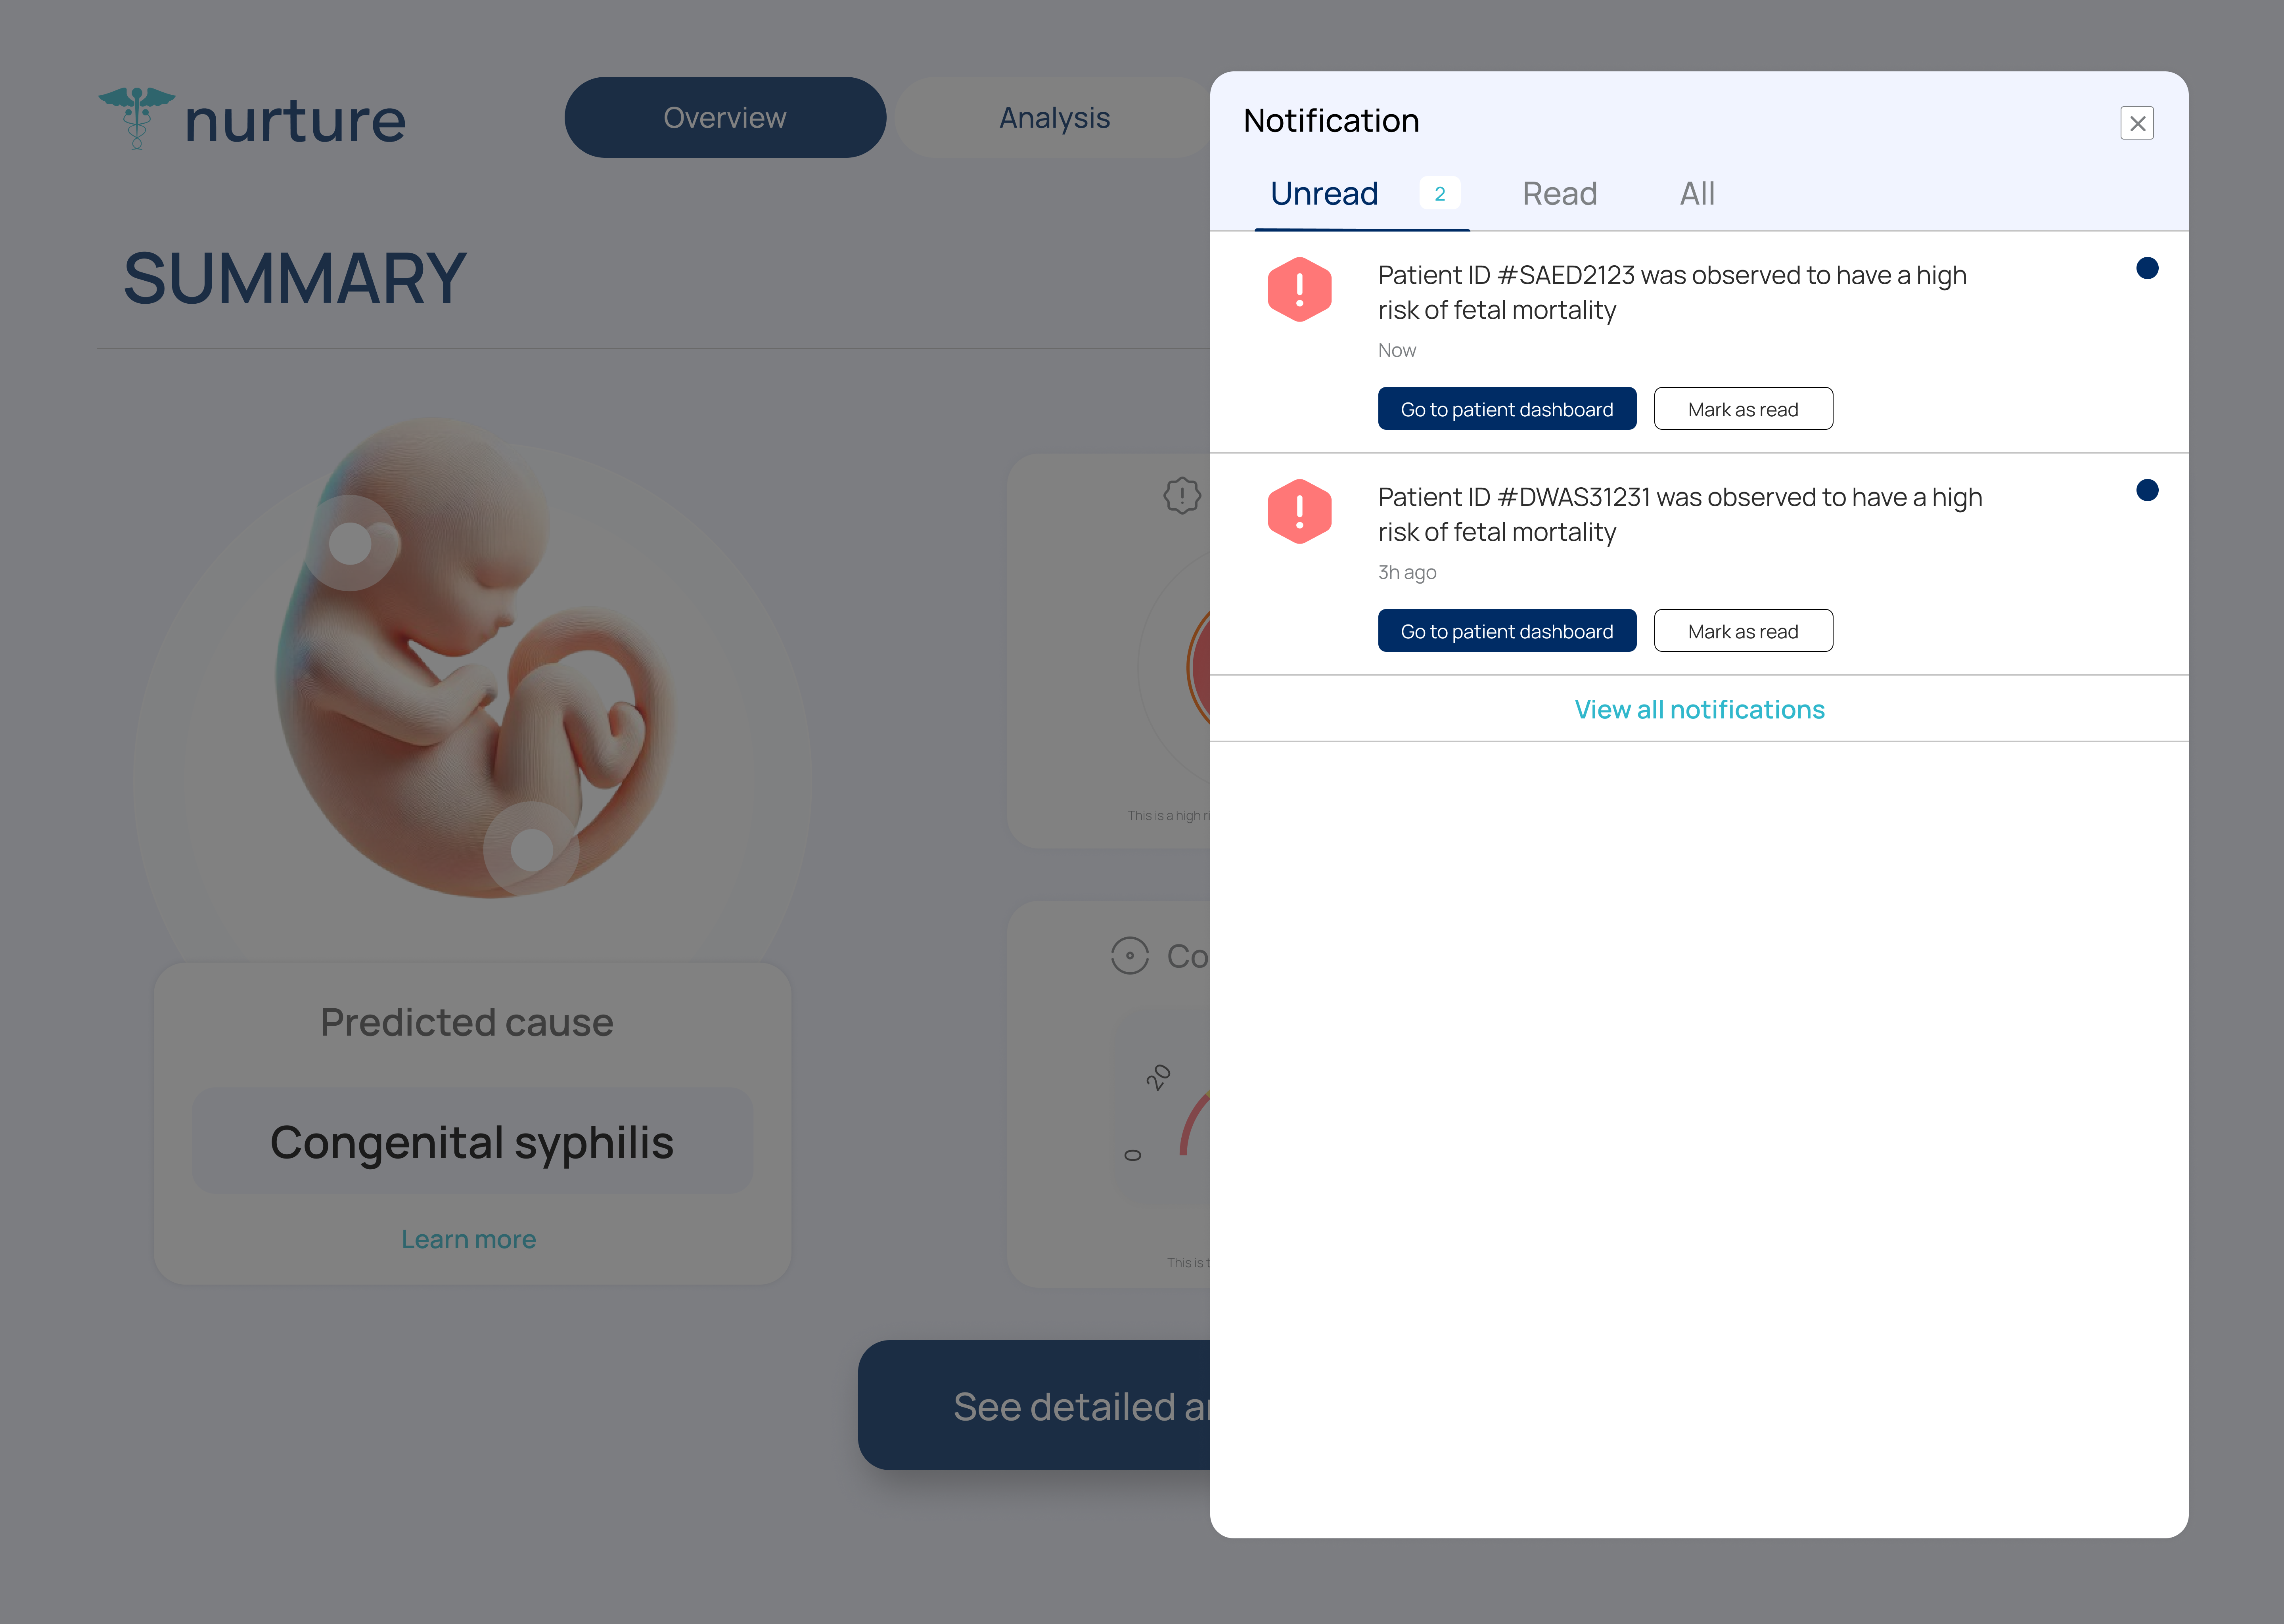 nurture
Overview
Analysis
SUMMARY
This is a high
Predicted cause
Congenital syphilis
Learn more
20
0
This is
See detailed
Notification
Unread
2
Read
All
Patient ID #SAED2123 was observed to have a high
risk of fetal mortality
Now
Go to patient dashboard
Mark as read
Patient ID #DWAS31231 was observed to have a high
risk of fetal mortality
3h ago
Go to patient dashboard
Mark as read
View all notifications